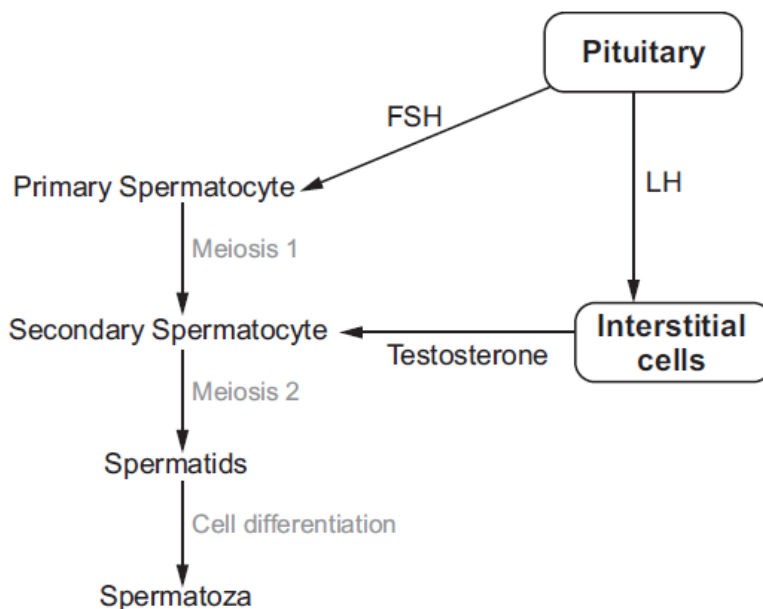 Pituitary
FSH
LH
Primary Spermatocyte
Meiosis 1
Secondary Spermatocyte
Testosterone
Interstitial
cells
Meiosis 2
Spermatids
Cell differentiation
Spermatoza